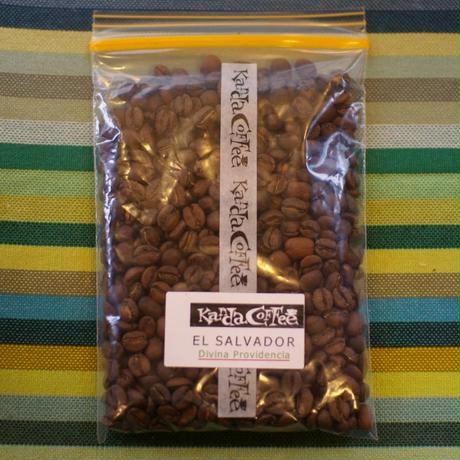 Kanda Coffee
Kanda Coffee
Kanda Coffee
EL SALVADOR
Divina Providencia
Kanda Coffee